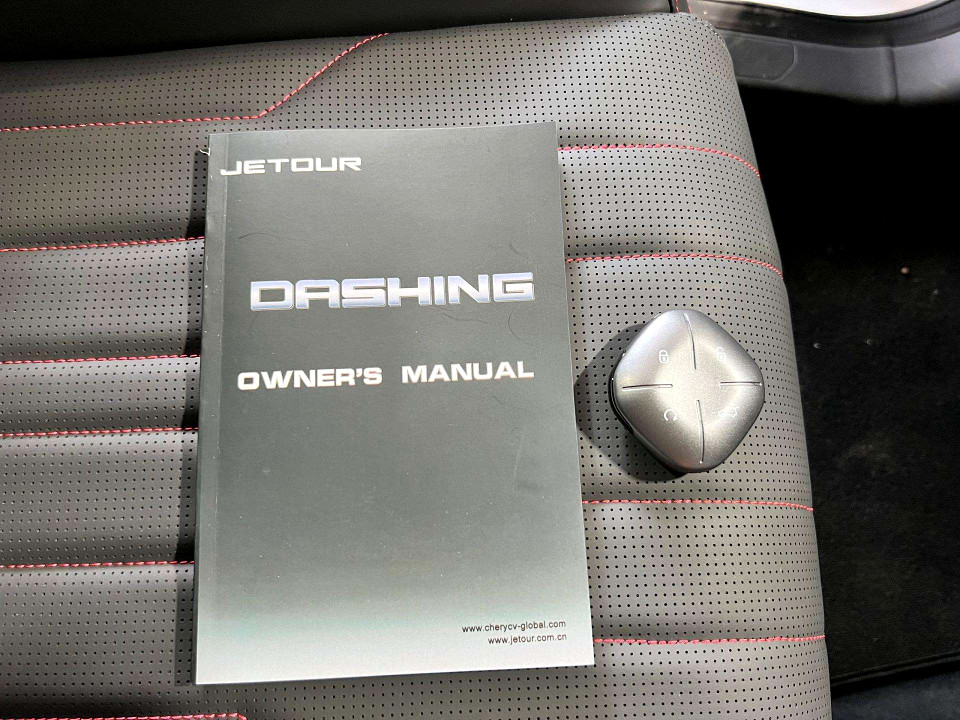 JETOUR
DASHING
OWNER'S MANUAL
www.cherycv-global.com
www.jetour.com.cn